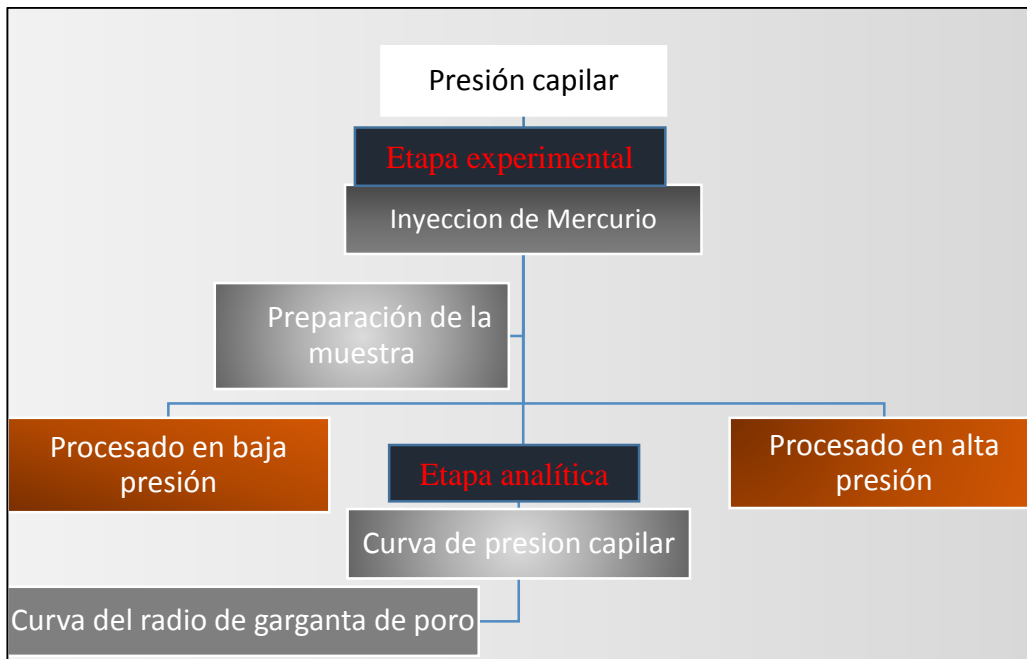 Presión capilar
Etapa experimental
Inyeccion de Mercurio
Preparación de la
muestra
Procesado en baja
presión
Etapa analítica
Procesado en alta
presión
Curva de presion capilar
Curva del radio de garganta de poro